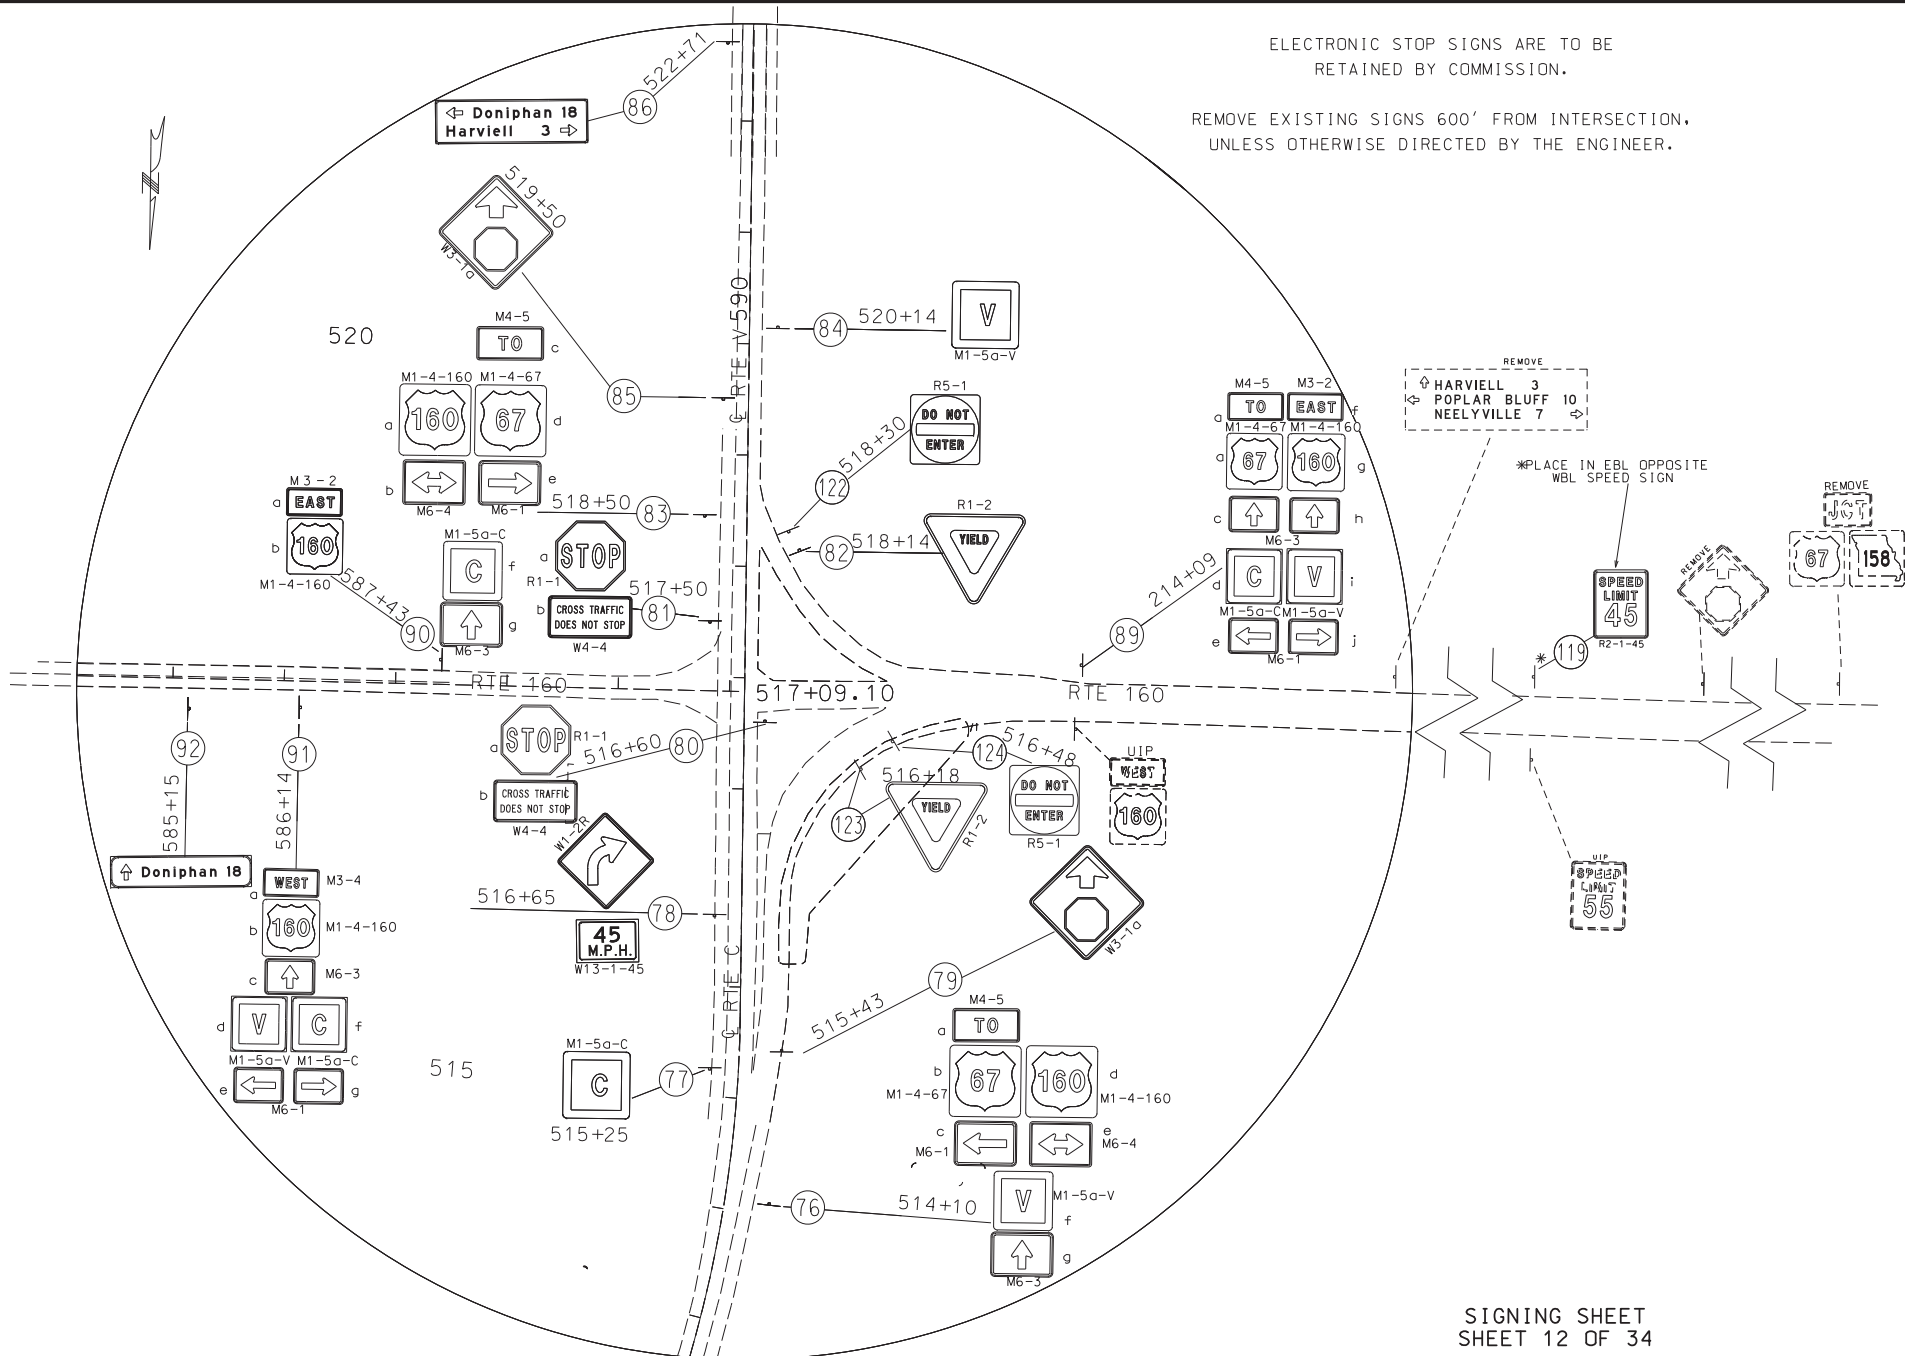 ELECTRONIC STOP SIGNS ARE TO BE
RETAINED BY COMMISSION.
REMOVE EXISTING SIGNS 600' FROM INTERSECTION,
UNLESS OTHERWISE DIRECTED BY THE ENGINEER.
522+71
86
Doniphan 18
Harviell 3
519+50
W3-1a
520
M4-5
TO
c
M1-4-160 M1-4-67
a
160
67
d
b
e
M6-4
M6-1
85
518+50
83
℄ RTE V 590
84
520+14
V
M1-5a-V
R5-1
DO NOT
ENTER
518+30
122
R1-2
YIELD
518+14
82
M3-2
a
EAST
b
160
M1-4-160
587+43
90
M1-5a-C
C
f
g
M6-3
a
STOP
R1-1
517+50
b
CROSS TRAFFIC
DOES NOT STOP
W4-4
81
M4-5 M3-2
a
TO
EAST
f
M1-4-67 M1-4-160
a
67
160
g
c
h
M6-3
d
C
V
i
M1-5a-C M1-5a-V
e
j
M6-1
214+09
89
REMOVE
HARVIELL 3
POPLAR BLUFF 10
NEELYVILLE 7
*PLACE IN EBL OPPOSITE
WBL SPEED SIGN
SPEED
LIMIT
45
R2-1-45
*
119
REMOVE
REMOVE
JCT
67
158
RTE 160
517+09.10
RTE 160
92
585+15
Doniphan 18
91
586+14
a
WEST
M3-4
b
160
M1-4-160
c
M6-3
d
V
C
f
M1-5a-V M1-5a-C
e
g
M6-1
a
STOP
R1-1
516+60
80
b
CROSS TRAFFIC
DOES NOT STOP
W4-4
W1-2R
516+65
78
45
M.P.H.
W13-1-45
℄ RTE C
124
516+48
516+18
123
YIELD
R1-2
DO NOT
ENTER
R5-1
UIP
WEST
160
UIP
SPEED
LIMIT
55
W3-1a
79
515+43
515
M1-5a-C
C
77
515+25
M4-5
a
TO
b
67
160
d
M1-4-67
M1-4-160
c
e
M6-1
M6-4
V
M1-5a-V
f
g
M6-3
76
514+10
SIGNING SHEET
SHEET 12 OF 34